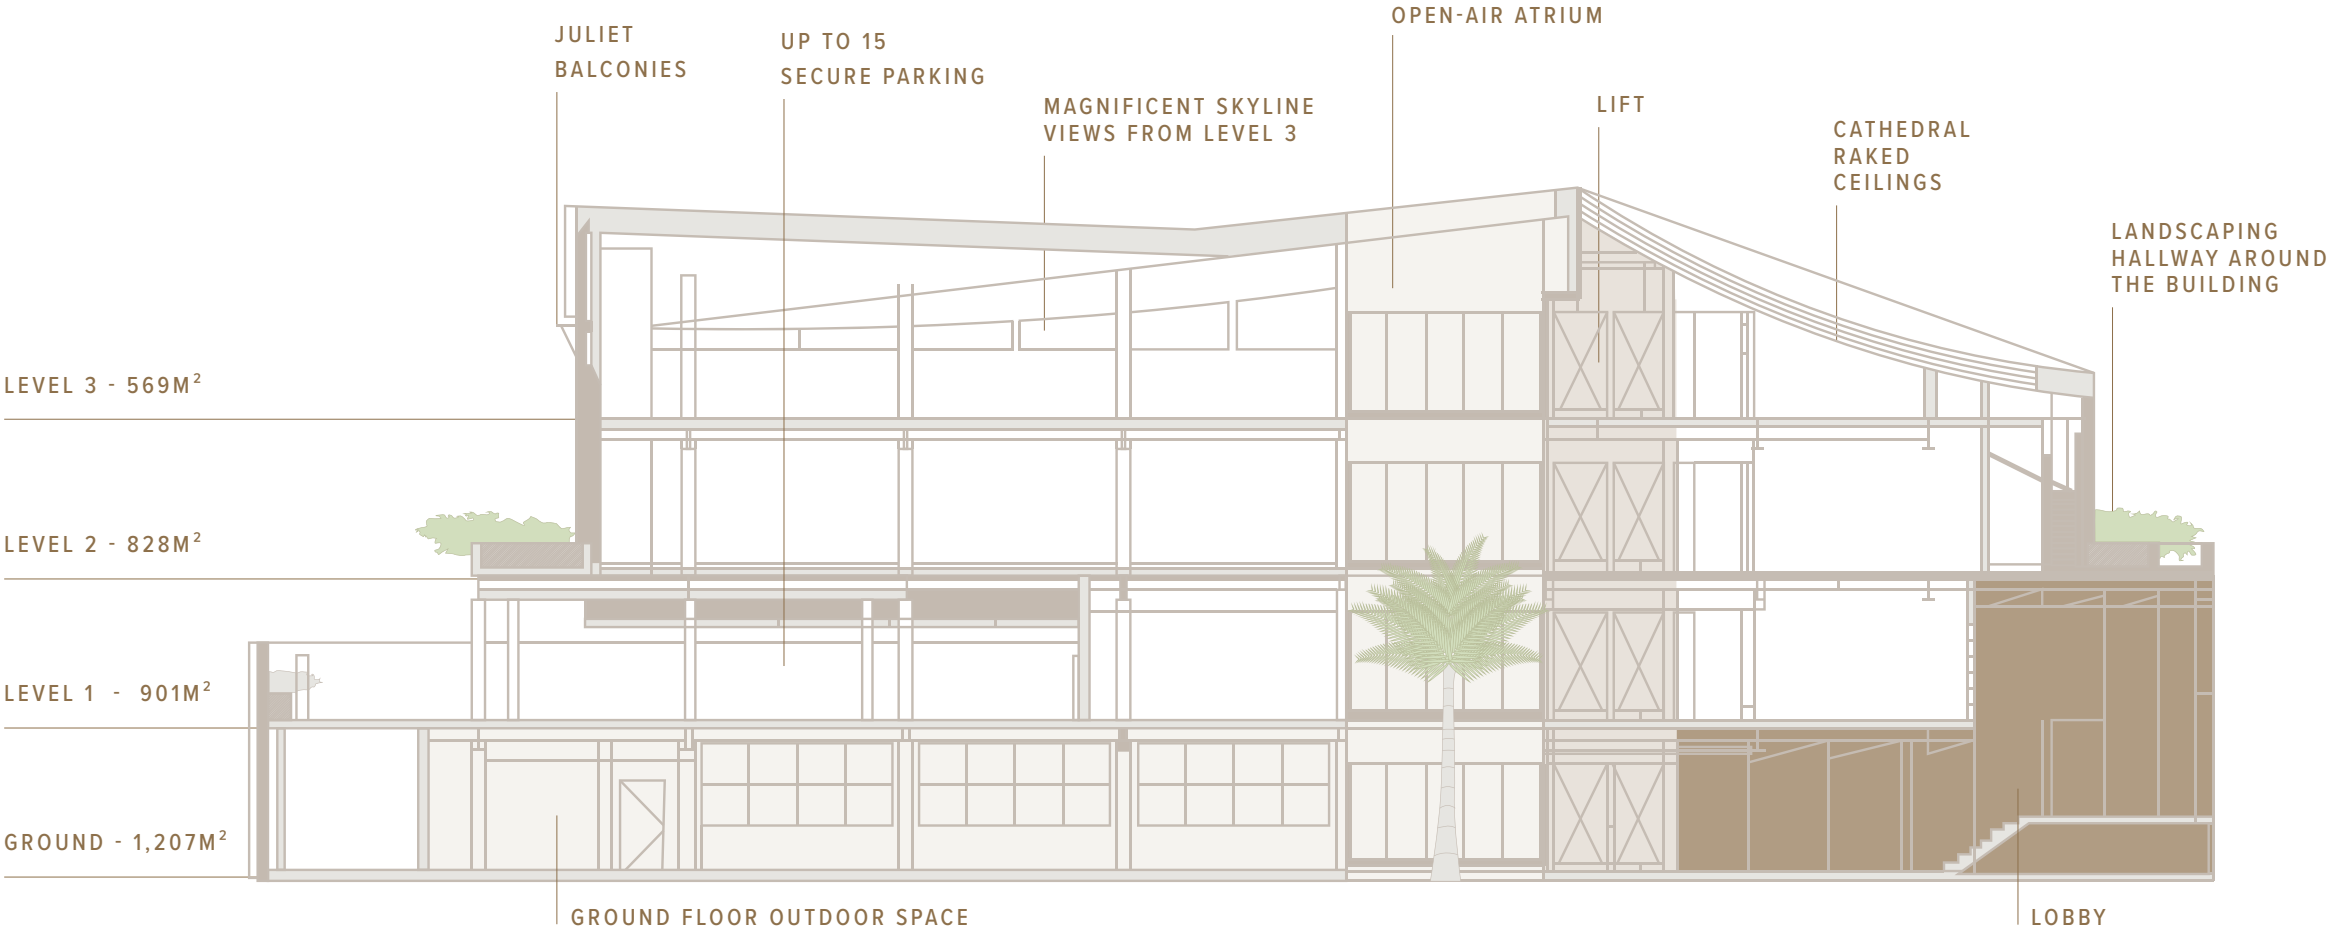 OPEN-AIR ATRIUM
JULIET
BALCONIES
UP TO 15
SECURE PARKING
MAGNIFICENT SKYLINE
VIEWS FROM LEVEL 3
LIFT
CATHEDRAL
RAKED
CEILINGS
LANDSCAPING
HALLWAY AROUND
THE BUILDING
LEVEL 3 - 569M²
LEVEL 2 - 828M²
LEVEL 1 - 901M²
GROUND - 1,207M²
GROUND FLOOR OUTDOOR SPACE
LOBBY